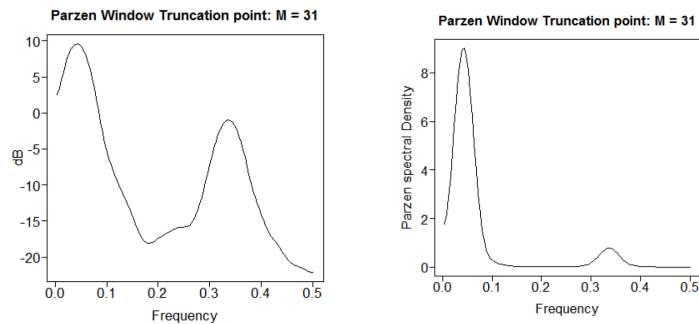 Parzen Window Truncation point: M = 31
10
5
0
-5
-10
-15
-20
dB
0.0 0.1 0.2 0.3 0.4 0.5
Frequency
Parzen Window Truncation point: M = 31
8
6
4
2
0
Parzen spectral Density
0.0 0.1 0.2 0.3 0.4 0.5
Frequency